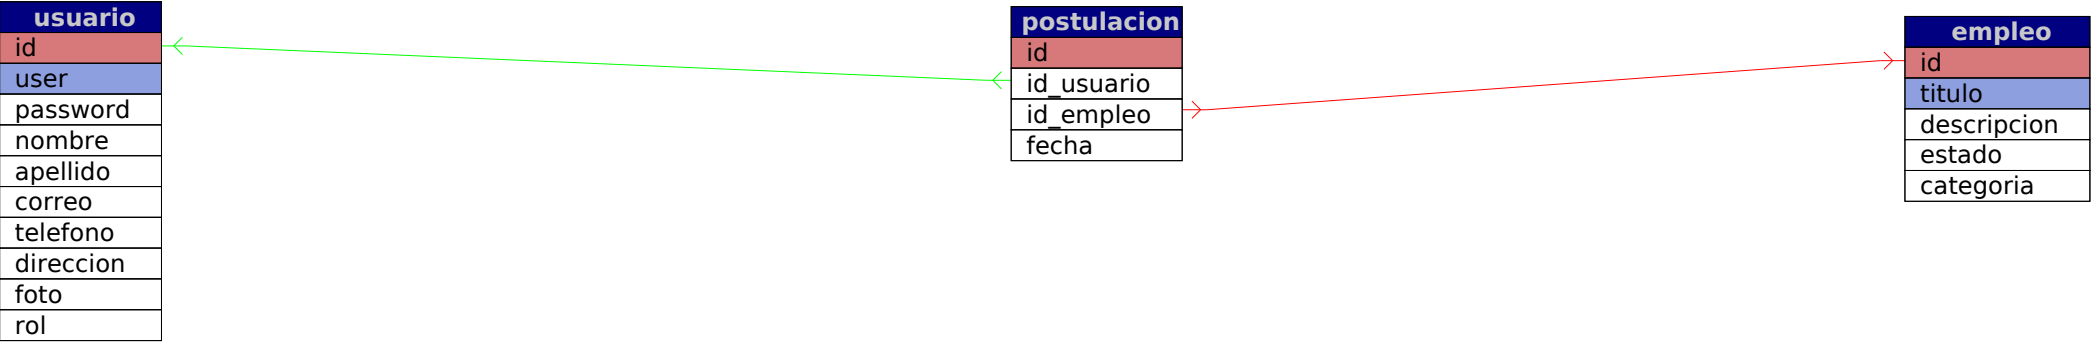 usuario
id
user
password
nombre
apellido
correo
telefono
direccion
foto
rol
postulacion
id
id_usuario
id_empleo
fecha
empleo
id
titulo
descripcion
estado
categoria